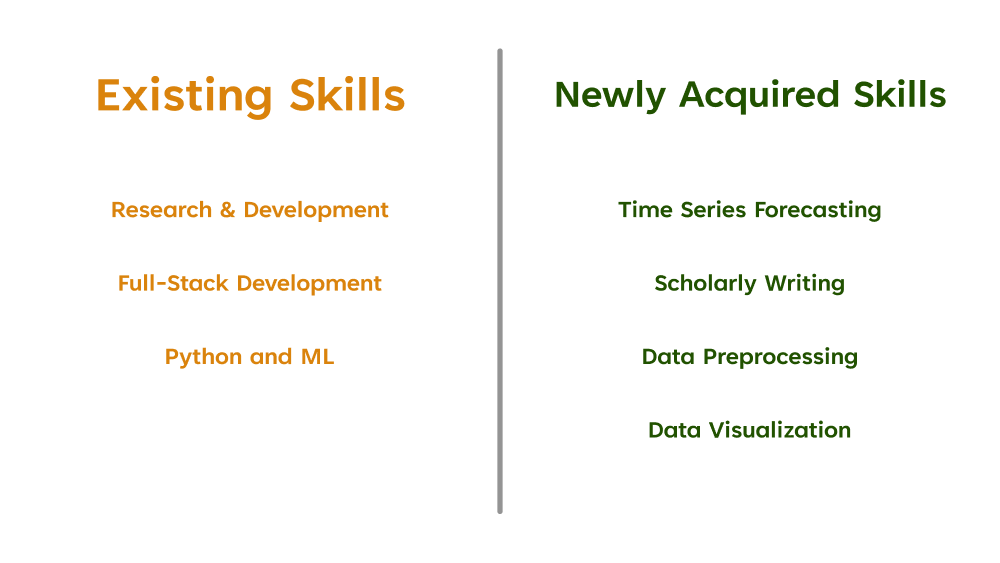 Existing Skills
Research & Development
Full-Stack Development
Python and ML
Newly Acquired Skills
Time Series Forecasting
Scholarly Writing
Data Preprocessing
Data Visualization